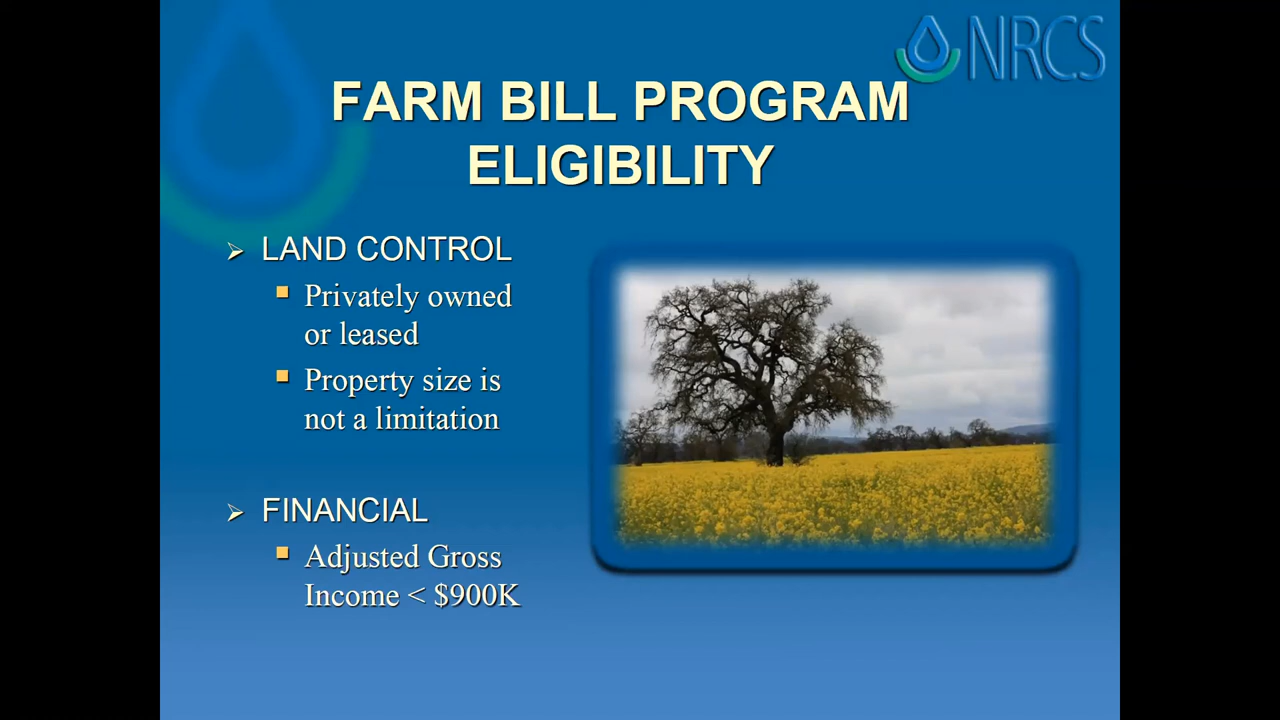 NRCS
FARM BILL PROGRAM
ELIGIBILITY
LAND CONTROL
Privately owned
or leased
Property size is
not a limitation
FINANCIAL
Adjusted Gross
Income < $900K